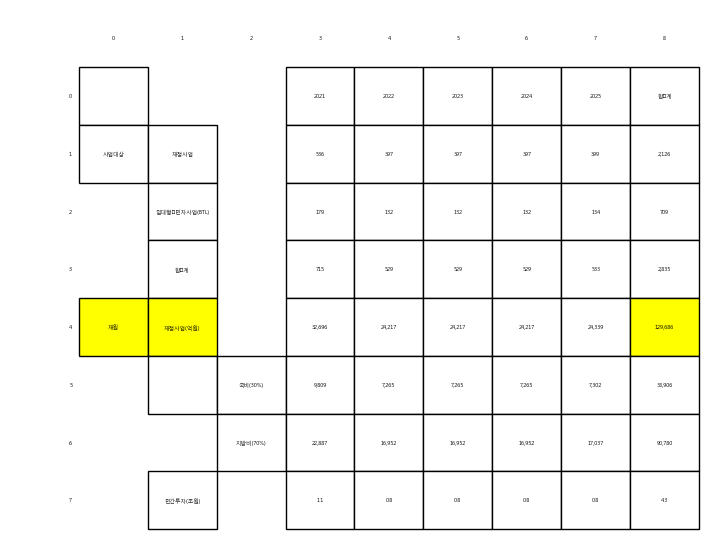 0 1 2 3 4 5 6 7 8
0 2021 2022 2023 2024 2025 합□계
1 사업대상 재정사업 536 397 397 397 399 2,126
2 임대형□민자사업(BTL) 179 132 132 132 134 709
3 합□계 715 529 529 529 533 2,835
4 재원 재정사업(억원) 32,696 24,217 24,217 24,217 24,339 129,686
5 국비(30%) 9,809 7,265 7,265 7,265 7,302 38,906
6 지방비(70%) 22,887 16,952 16,952 16,952 17,037 90,780
7 민간투자(조원) 1.1 0.8 0.8 0.8 0.8 4.3